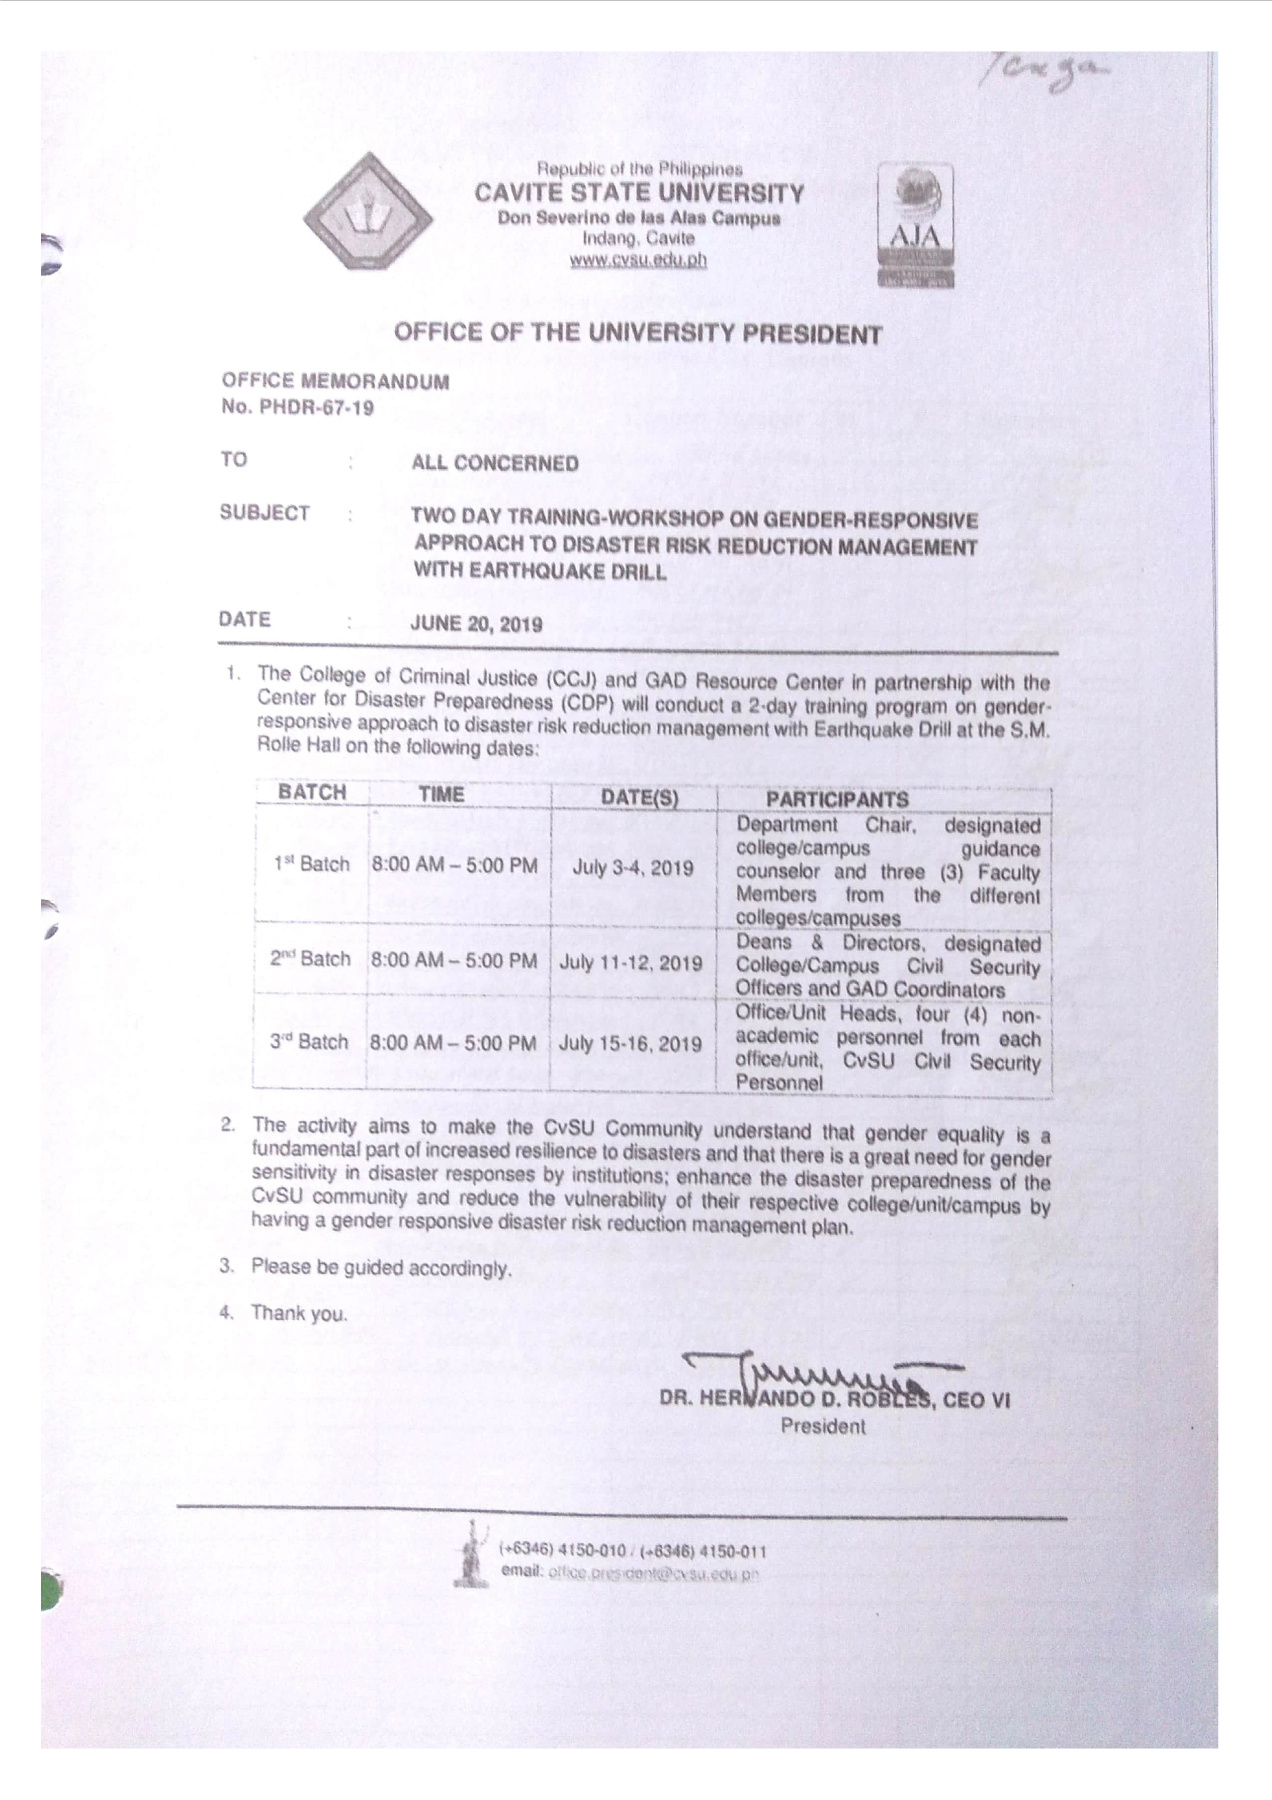 Republic of the Philippines
CAVITE STATE UNIVERSITY
Don Severino de las Alas Campus
Indang, Cavite
www.cvsu.edu.ph
AJA
OFFICE OF THE UNIVERSITY PRESIDENT
OFFICE MEMORANDUM
No. PHDR-67-19
TO : ALL CONCERNED
SUBJECT : TWO DAY TRAINING-WORKSHOP ON GENDER-RESPONSIVE
APPROACH TO DISASTER RISK REDUCTION MANAGEMENT
WITH EARTHQUAKE DRILL
DATE : JUNE 20, 2019
1. The College of Criminal Justice (CCJ) and GAD Resource Center in partnership with the
Center for Disaster Preparedness (CDP) will conduct a 2-day training program on gender-
responsive approach to disaster risk reduction management with Earthquake Drill at the S.M.
Rolle Hall on the following dates:
BATCH TIME DATE(S) PARTICIPANTS
1st Batch 8:00 AM – 5:00 PM July 3-4, 2019 Department Chair, designated
college/campus guidance
counselor and three (3) Faculty
Members from the different
colleges/campuses
2nd Batch 8:00 AM – 5:00 PM July 11-12, 2019 Deans & Directors, designated
College/Campus Civil Security
Officers and GAD Coordinators
3rd Batch 8:00 AM – 5:00 PM July 15-16, 2019 Office/Unit Heads, four (4) non-
academic personnel from each
office/unit, CvSU Civil Security
Personnel
2. The activity aims to make the CvSU Community understand that gender equality is a
fundamental part of increased resilience to disasters and that there is a great need for gender
sensitivity in disaster responses by institutions; enhance the disaster preparedness of the
CvSU community and reduce the vulnerability of their respective college/unit/campus by
having a gender responsive disaster risk reduction management plan.
3. Please be guided accordingly.
4. Thank you.
DR. HERNANDO D. ROBLES, CEO VI
President
(+6346) 4150-010 / (+6346) 4150-011
email: office.president@cvsu.edu.ph